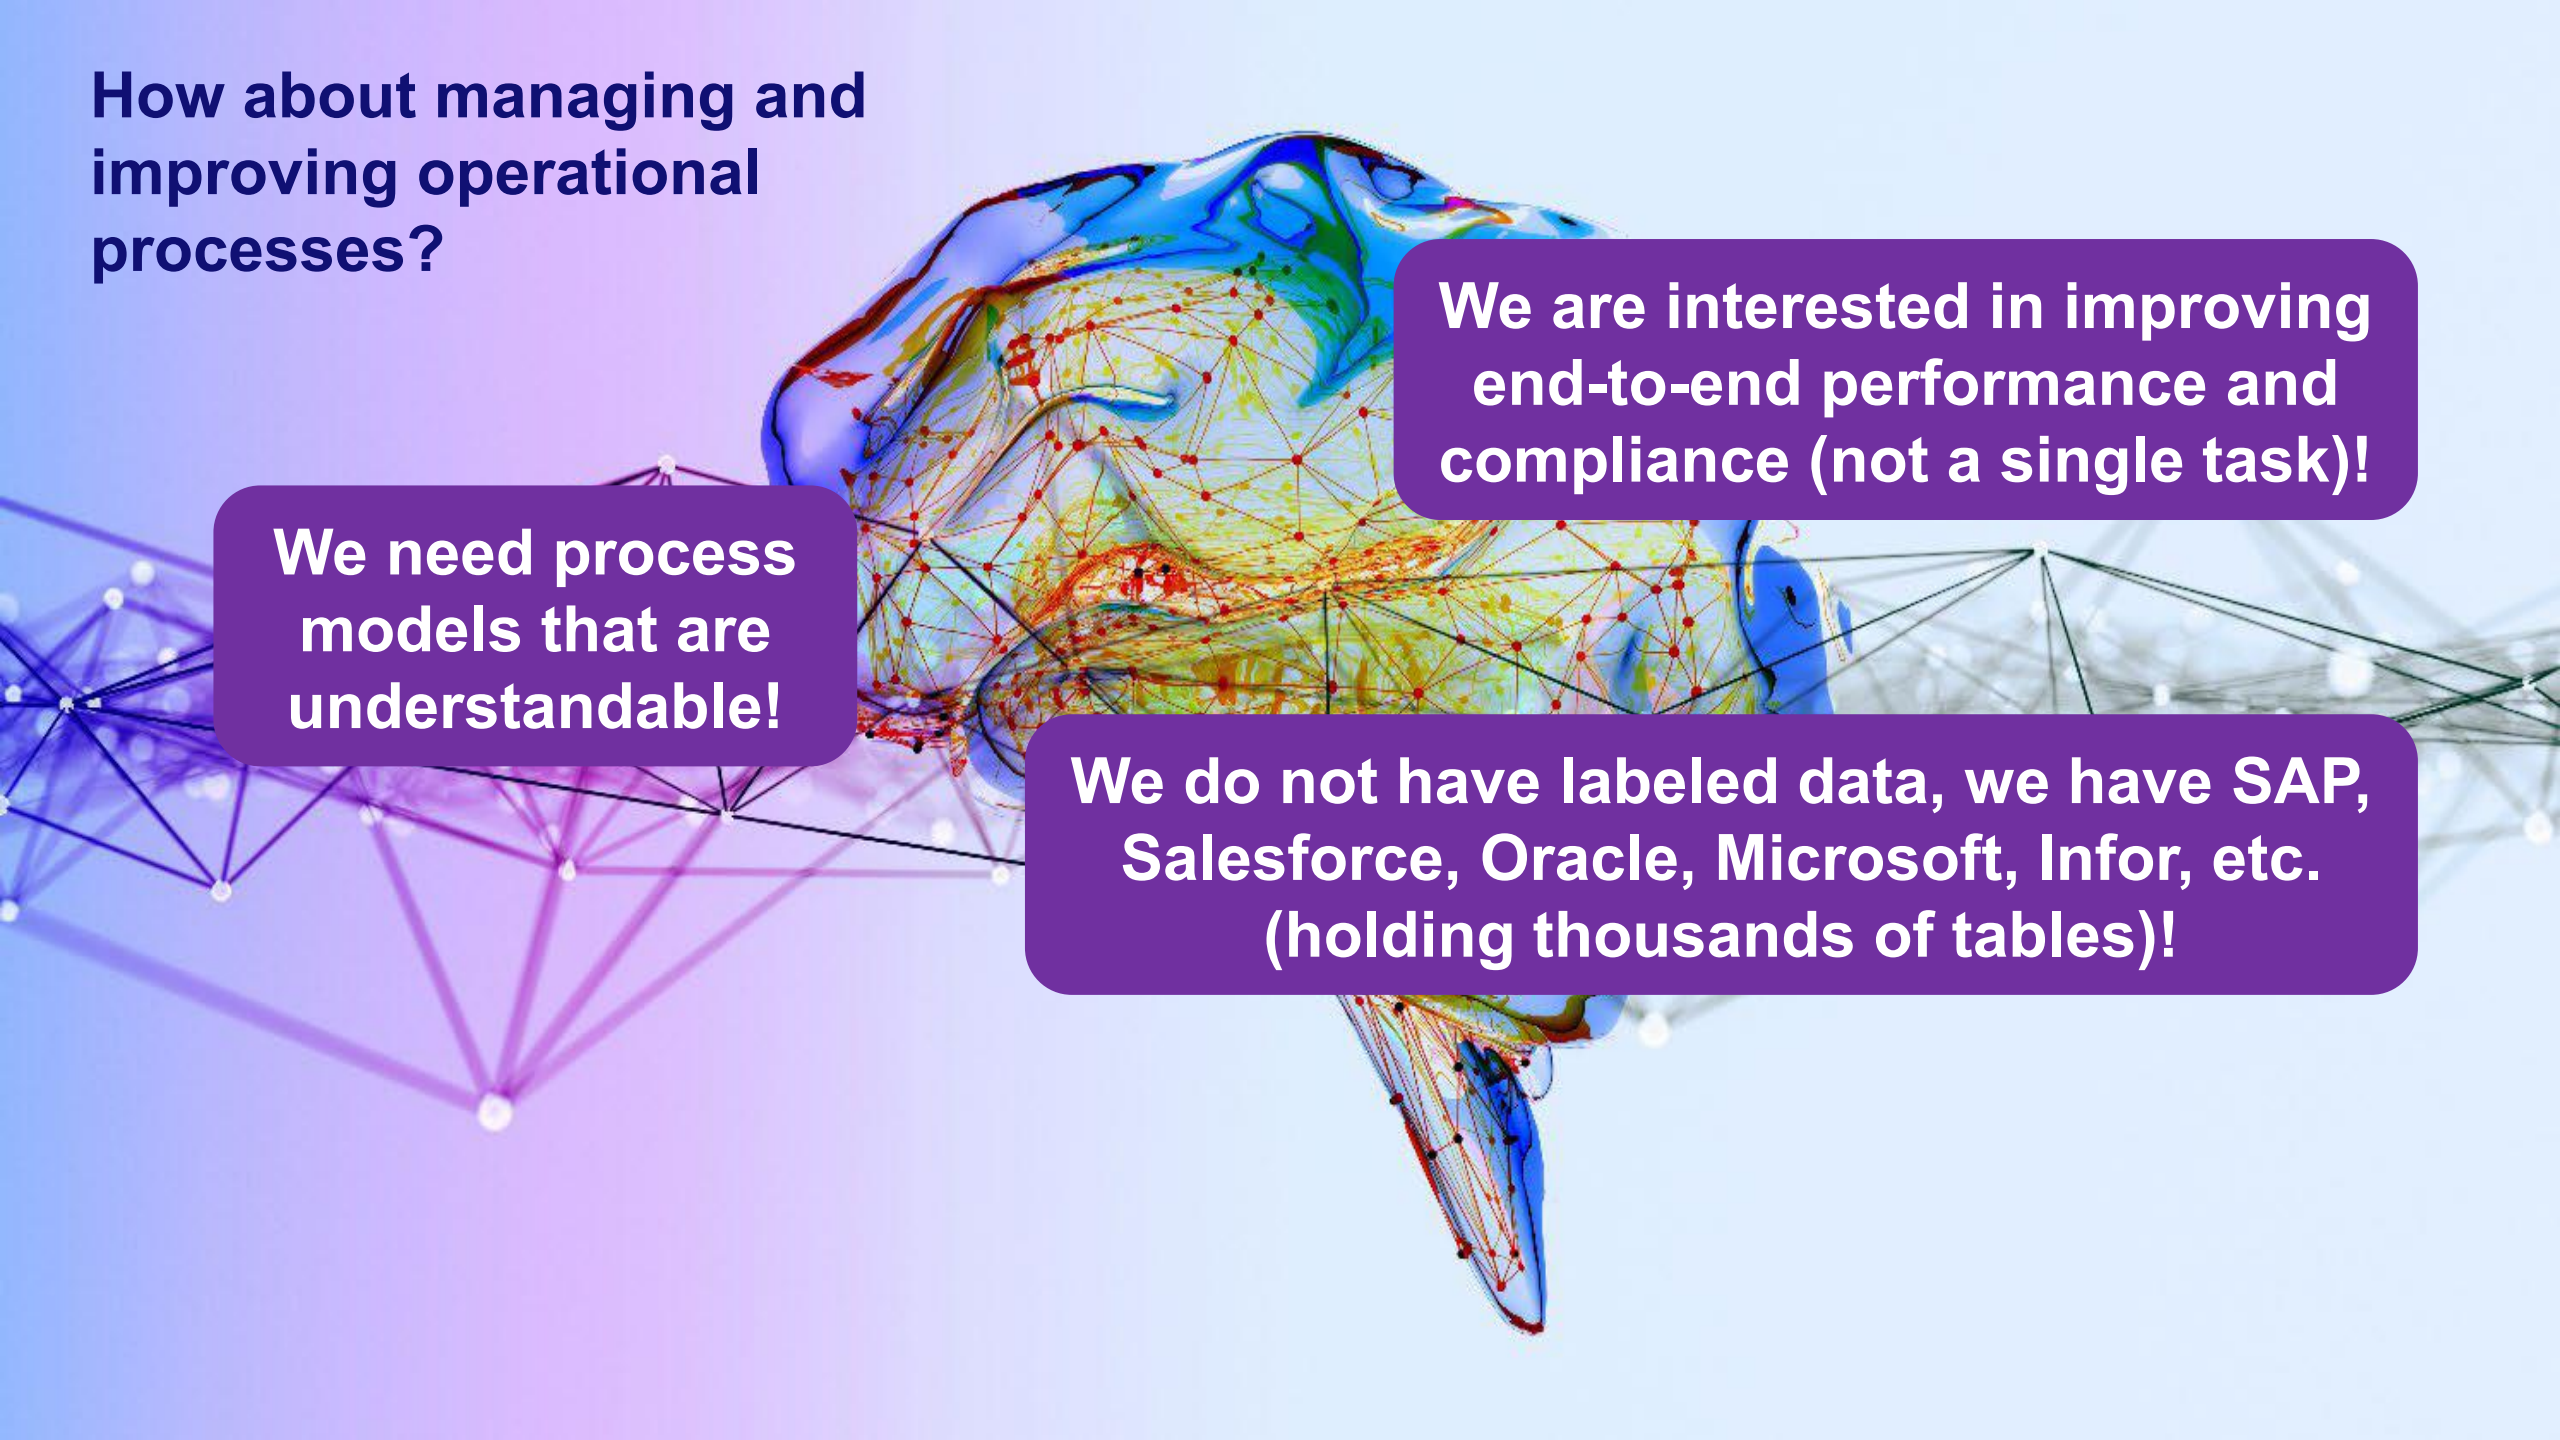 How about managing and
improving operational
processes?
We are interested in improving
end-to-end performance and
compliance (not a single task)!
We need process
models that are
understandable!
We do not have labeled data, we have SAP,
Salesforce, Oracle, Microsoft, Infor, etc.
(holding thousands of tables)!